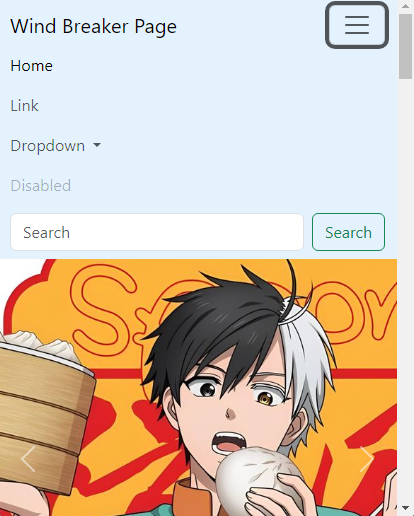 Wind Breaker Page
Home
Link
Dropdown
Disabled
Search Search